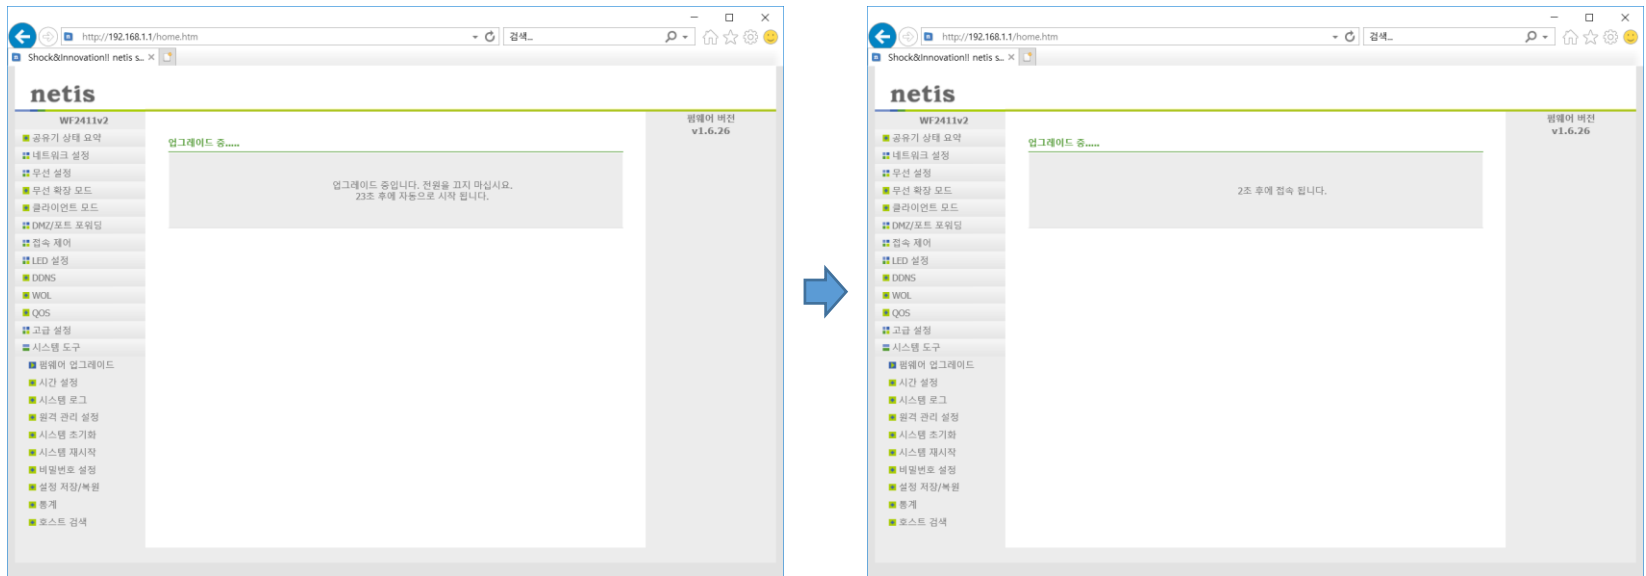 http://192.168.1.1/home.htm
검색...
Shock&Innovation!! netis s...
netis
WF2411v2
공유기 상태 요약
네트워크 설정
무선 설정
무선 확장 모드
클라이언트 모드
DMZ/포트 포워딩
접속 제어
LED 설정
DDNS
WOL
QOS
고급 설정
시스템 도구
펌웨어 업그레이드
시간 설정
시스템 로그
원격 관리 설정
시스템 초기화
시스템 재시작
비밀번호 설정
설정 저장/복원
통계
호스트 검색
업그레이드 중.....
업그레이드 중입니다. 전원을 끄지 마십시요.
23초 후에 자동으로 시작 됩니다.
펌웨어 버전
v1.6.26
http://192.168.1.1/home.htm
검색...
Shock&Innovation!! netis s...
netis
WF2411v2
공유기 상태 요약
네트워크 설정
무선 설정
무선 확장 모드
클라이언트 모드
DMZ/포트 포워딩
접속 제어
LED 설정
DDNS
WOL
QOS
고급 설정
시스템 도구
펌웨어 업그레이드
시간 설정
시스템 로그
원격 관리 설정
시스템 초기화
시스템 재시작
비밀번호 설정
설정 저장/복원
통계
호스트 검색
업그레이드 중.....
2초 후에 접속 됩니다.
펌웨어 버전
v1.6.26